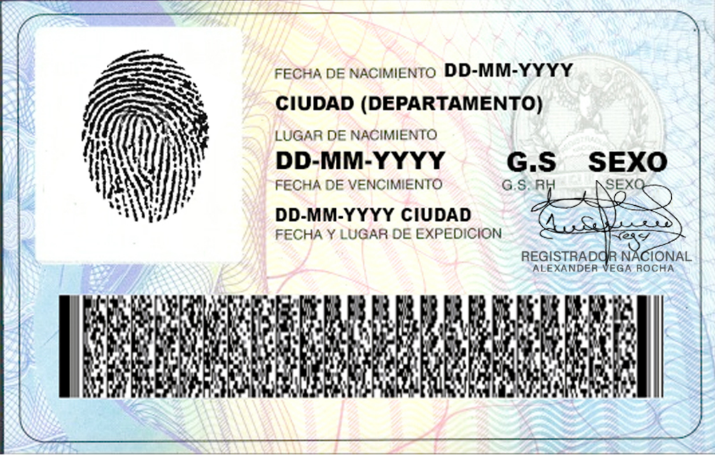 FECHA DE NACIMIENTO DD-MM-YYYY
CIUDAD (DEPARTAMENTO)
LUGAR DE NACIMIENTO
DD-MM-YYYY G.S SEXO
FECHA DE VENCIMIENTO G.S. RH SEXO
DD-MM-YYYY CIUDAD
FECHA Y LUGAR DE EXPEDICION
REGISTRADOR NACIONAL
ALEXANDER VEGA ROCHA